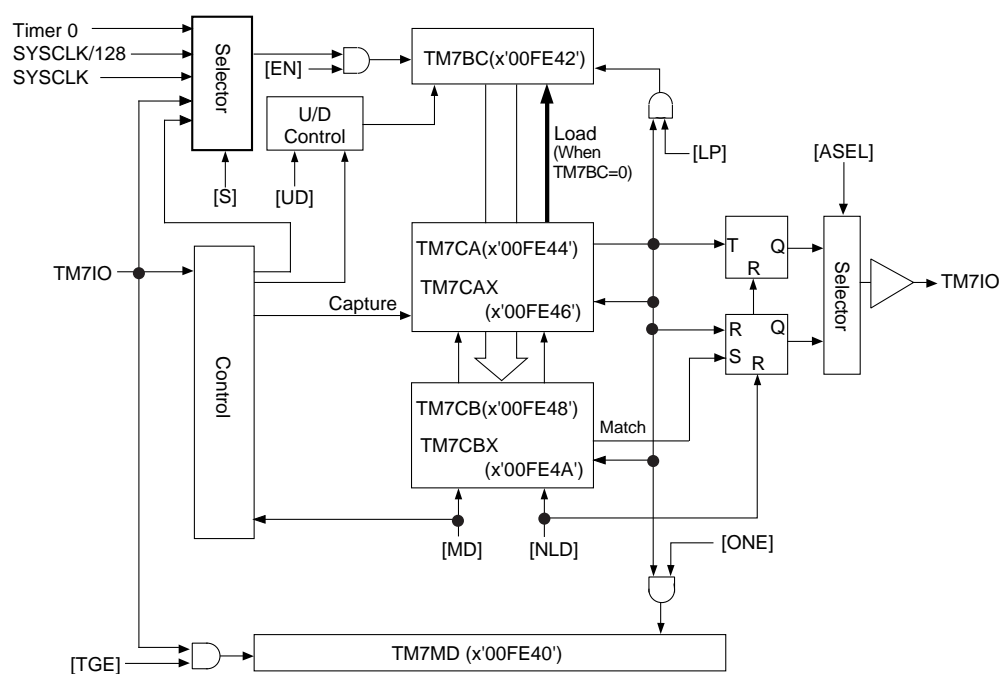 Timer 0
SYSCLK/128
SYSCLK
Selector
[EN]
TM7BC(x'00FE42')
U/D
Control
Load
(When
TM7BC=0)
[LP]
[ASEL]
[S]
[UD]
TM7IO
Control
Capture
TM7CA(x'00FE44')
TM7CAX
(x'00FE46')
T
Q
R
Selector
TM7IO
R
Q
S
R
TM7CB(x'00FE48')
TM7CBX
(x'00FE4A')
Match
[MD]
[NLD]
[ONE]
[TGE]
TM7MD (x'00FE40')